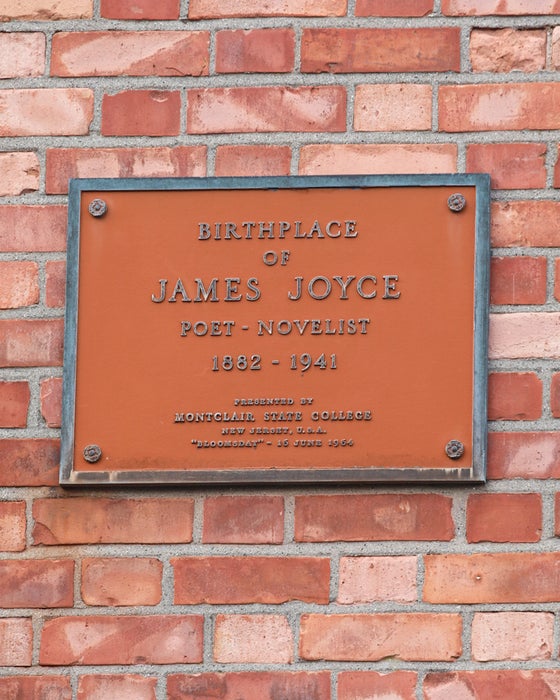 BIRTHPLACE
OF
JAMES JOYCE
POET - NOVELIST
1882 - 1941
PRESENTED BY
MONTCLAIR STATE COLLEGE
NEW JERSEY, U.S.A.
"BLOOMSDAY" - 16 JUNE 1964